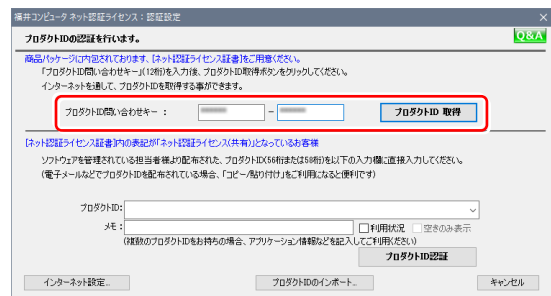 福井コンピュータ ネット認証ライセンス：認証設定
プロダクトIDの認証を行います。
Q&A
商品パッケージに内包されております、[ネット認証ライセンス証書]をご用意ください。
「プロダクトID問い合わせキー」(12桁)を入力後、プロダクトID取得ボタンをクリックしてください。
インターネットを通して、プロダクトIDを取得する事ができます。
プロダクトID問い合わせキー ： － プロダクトID 取得
[ネット認証ライセンス証書]内の表記が「ネット認証ライセンス(共有)」となっているお客様
ソフトウェアを管理されている担当者様より配布された、プロダクトID(56桁または58桁)を以下の入力欄に直接入力してください。
(電子メールなどでプロダクトIDを配布されている場合、「コピー/貼り付け」をご利用になると便利です)
プロダクトID:
メモ： 利用状況 空きのみ表示
(複数のプロダクトIDをお持ちの場合、アプリケーション情報などを記入してご利用ください)
プロダクトID認証
インターネット設定... プロダクトIDのインポート... キャンセル